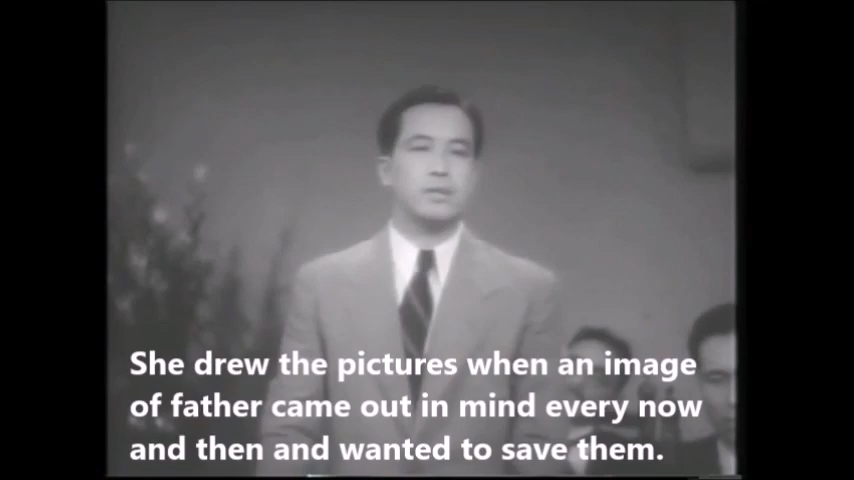 She drew the pictures when an image
of father came out in mind every now
and then and wanted to save them.